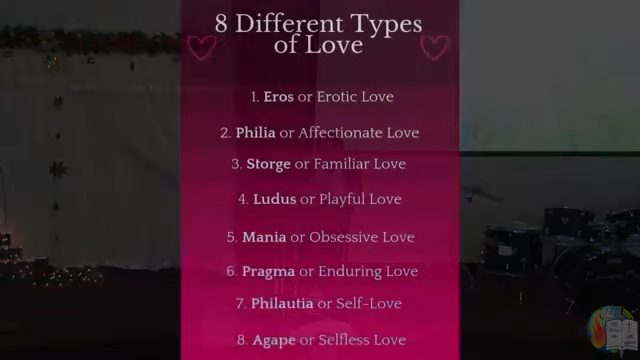 8 Different Types
of Love
1. Eros or Erotic Love
2. Philia or Affectionate Love
3. Storge or Familiar Love
4. Ludus or Playful Love
5. Mania or Obsessive Love
6. Pragma or Enduring Love
7. Philautia or Self-Love
8. Agape or Selfless Love